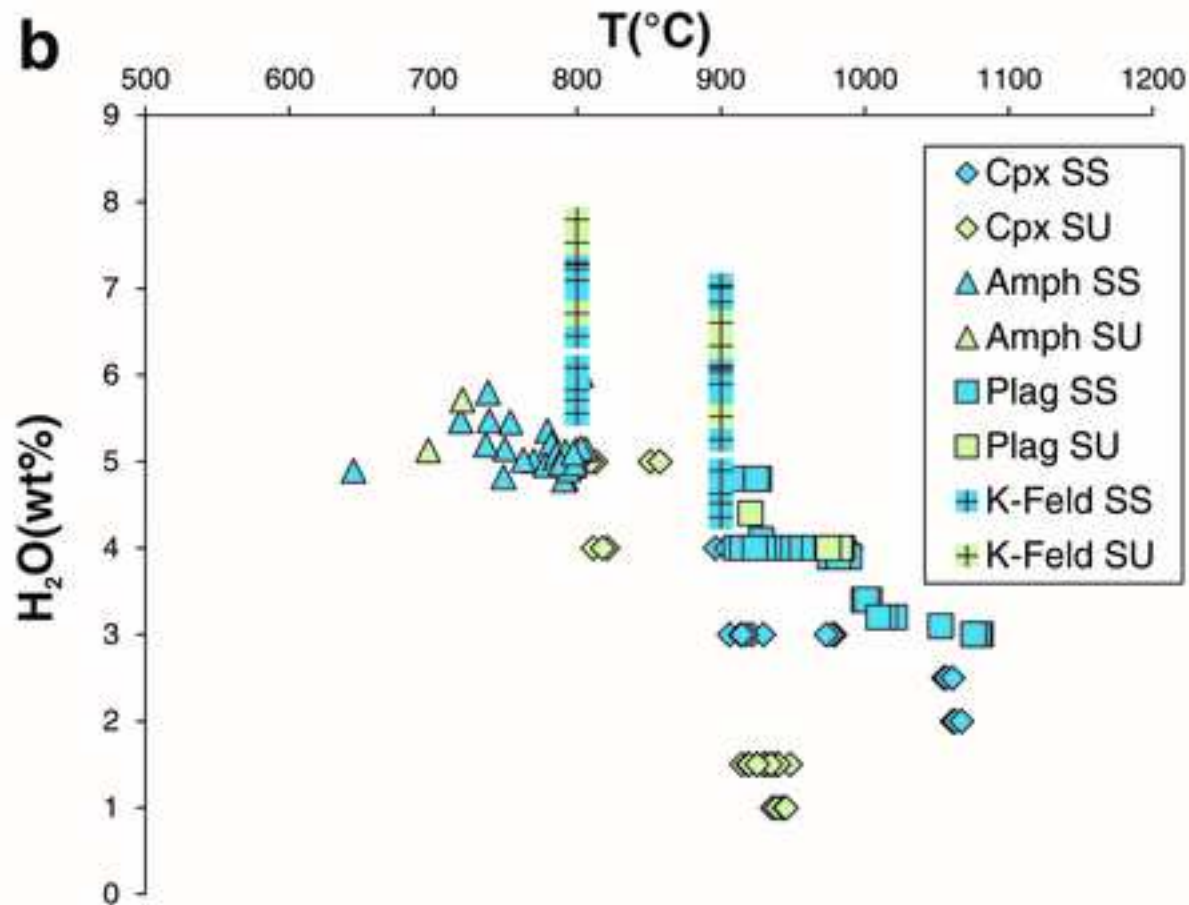 b
T(°C)
500 600 700 800 900 1000 1100 1200
9
8
7
6
5
4
3
2
1
0
H₂O(wt%)
Cpx SS
Cpx SU
Amph SS
Amph SU
Plag SS
Plag SU
K-Feld SS
K-Feld SU